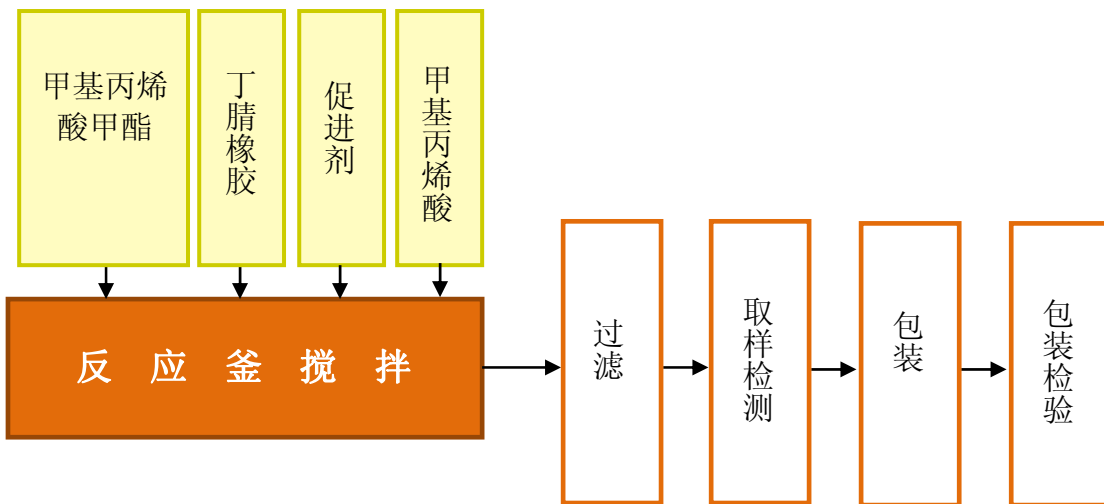 甲基丙烯
酸甲酯
丁腈橡胶
促进剂
甲基丙烯酸
反应釜搅拌
过滤
取样检测
包装
包装检验